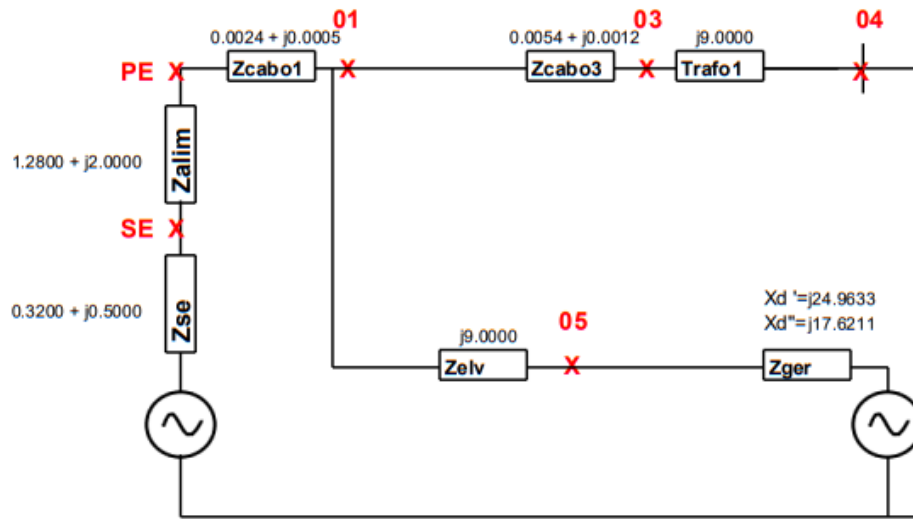 01
0.0024 + j0.0005
Zcabo1
PE X
X
03
0.0054 + j0.0012
Zcabo3
X
j9.0000
Trafo1
04
X
1.2800 + j2.0000
Zalim
SE X
0.3200 + j0.5000
Zse
j9.0000
Zelv
05
X
Xd '=j24.9633
Xd"=j17.6211
Zger